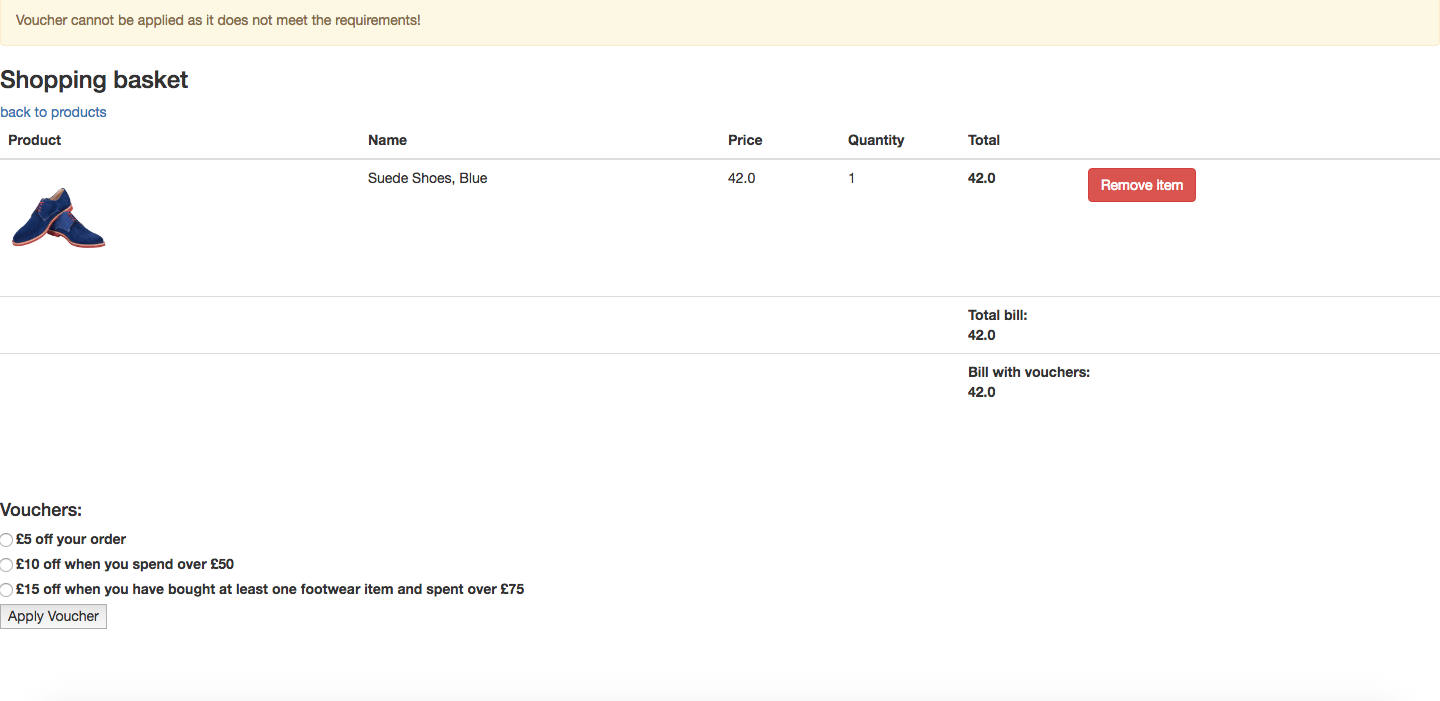 Voucher cannot be applied as it does not meet the requirements!
Shopping basket
back to products
Product Name Price Quantity Total
Suede Shoes, Blue 42.0 1 42.0 Remove item
Total bill:
42.0
Bill with vouchers:
42.0
Vouchers:
£5 off your order
£10 off when you spend over £50
£15 off when you have bought at least one footwear item and spent over £75
Apply Voucher